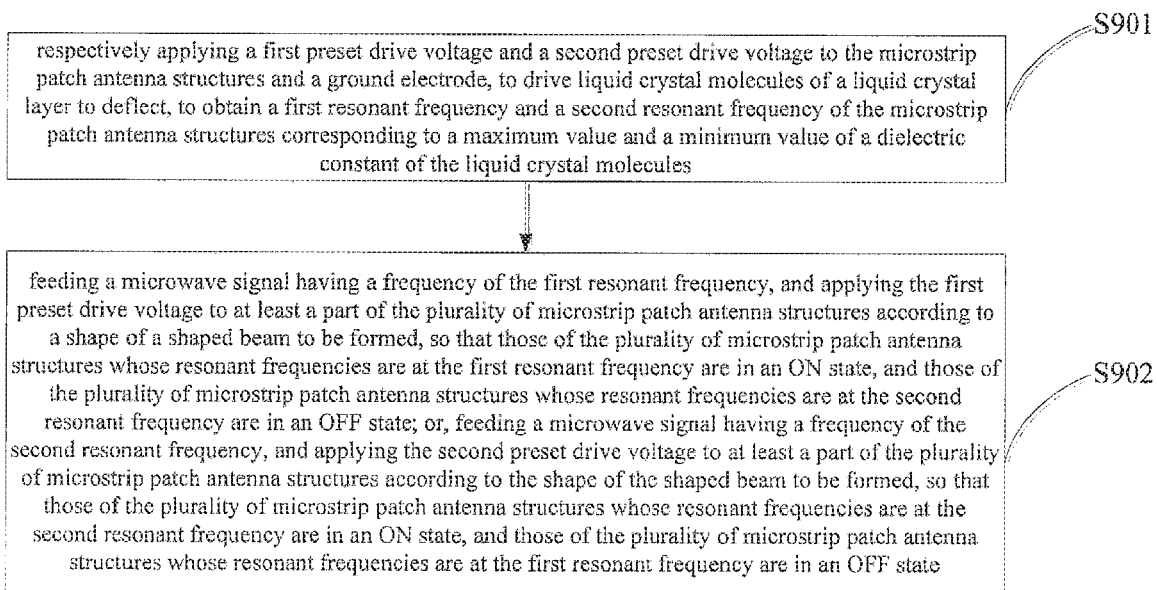 S901
respectively applying a first preset drive voltage and a second preset drive voltage to the microstrip
patch antenna structures and a ground electrode, to drive liquid crystal molecules of a liquid crystal
layer to deflect, to obtain a first resonant frequency and a second resonant frequency of the microstrip
patch antenna structures corresponding to a maximum value and a minimum value of a dielectric
constant of the liquid crystal molecules
feeding a microwave signal having a frequency of the first resonant frequency, and applying the first
preset drive voltage to at least a part of the plurality of microstrip patch antenna structures according to
a shape of a shaped beam to be formed, so that those of the plurality of microstrip patch antenna
structures whose resonant frequencies are at the first resonant frequency are in an ON state, and those of
the plurality of microstrip patch antenna structures whose resonant frequencies are at the second
resonant frequency are in an OFF state; or, feeding a microwave signal having a frequency of the
second resonant frequency, and applying the second preset drive voltage to at least a part of the plurality
of microstrip patch antenna structures according to the shape of the shaped beam to be formed, so that
those of the plurality of microstrip patch antenna structures whose resonant frequencies are at the
second resonant frequency are in an ON state, and those of the plurality of microstrip patch antenna
structures whose resonant frequencies are at the first resonant frequency are in an OFF state
S902